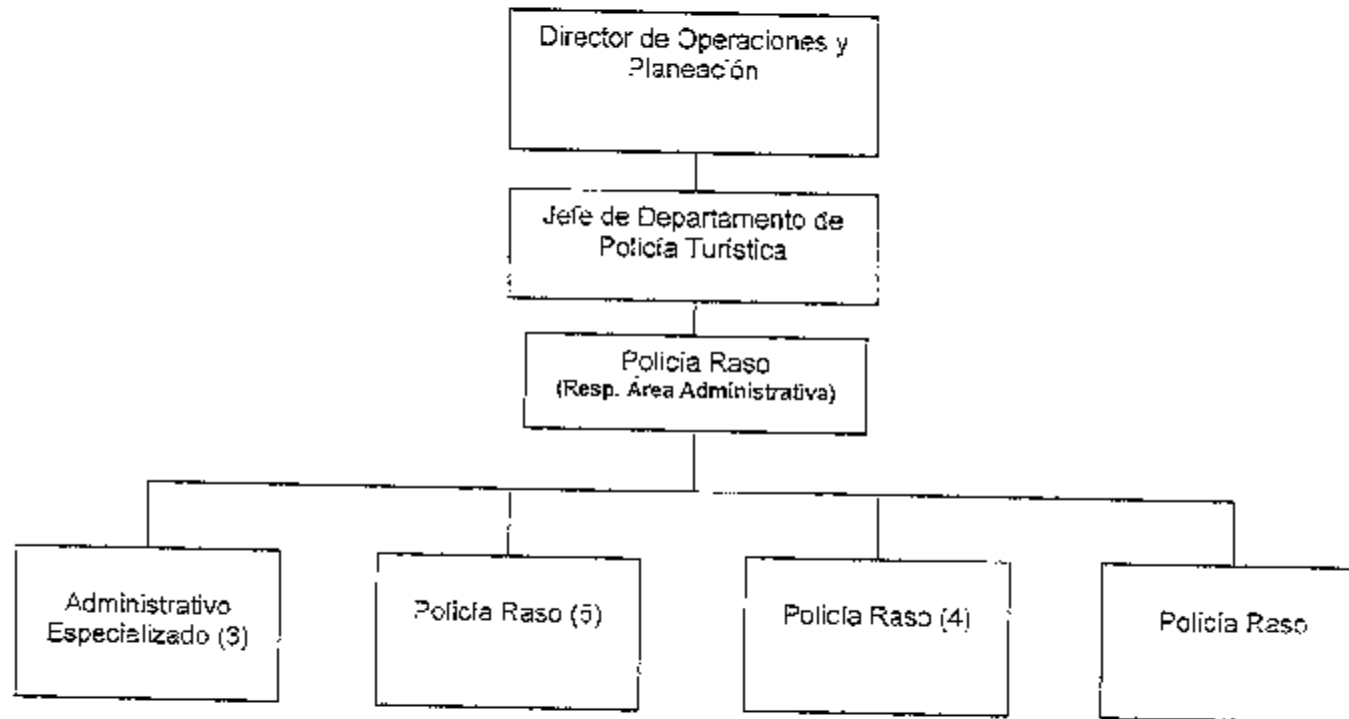 Director de Operaciones y
Planeación
Jefe de Departamento de
Policía Turística
Policía Raso
(Resp. Área Administrativa)
Administrativo
Especializado (3)
Policía Raso (5)
Policía Raso (4)
Policía Raso